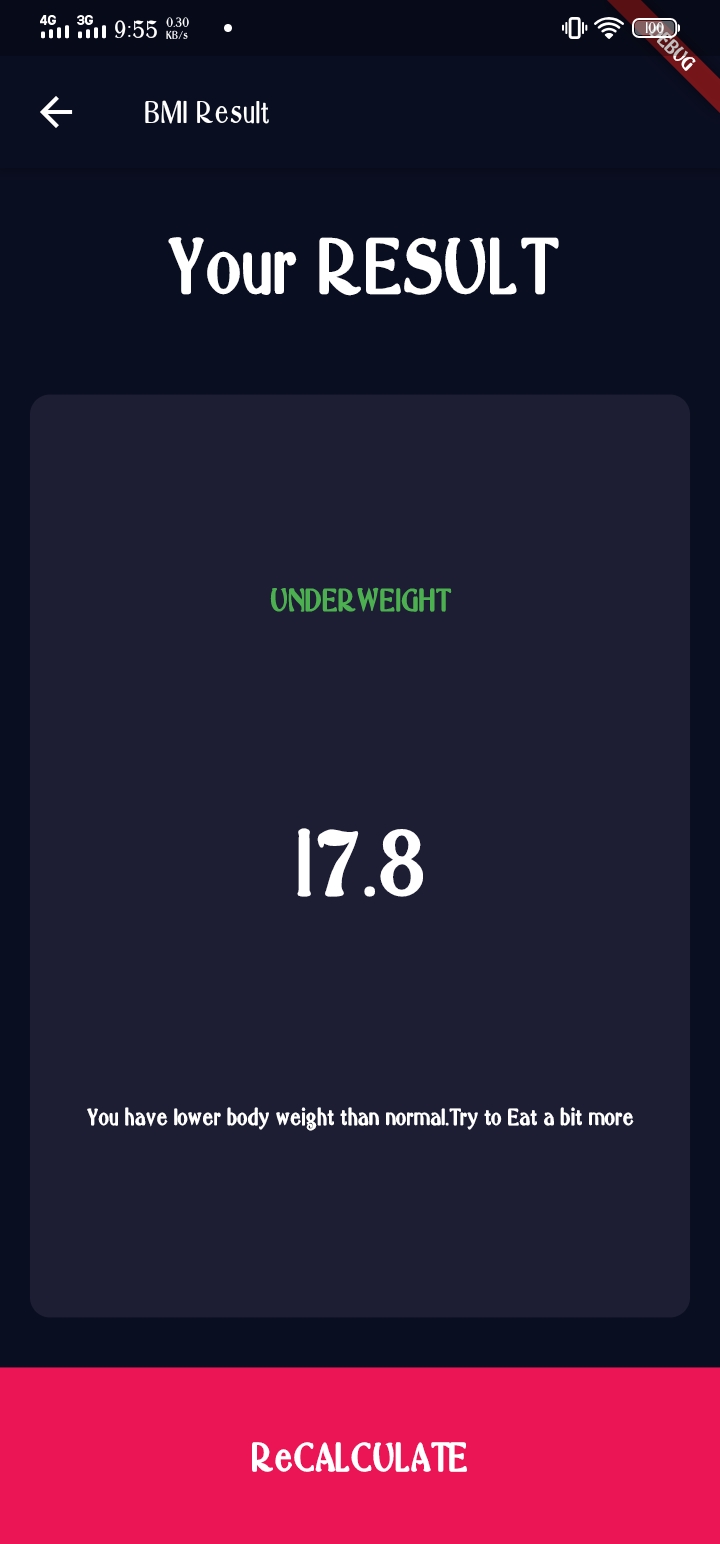 4G 3G 9:55 0.30 KB/s 100
DEBUG
BMI Result
Your RESULT
UNDERWEIGHT
17.8
You have lower body weight than normal.Try to Eat a bit more
ReCALCULATE